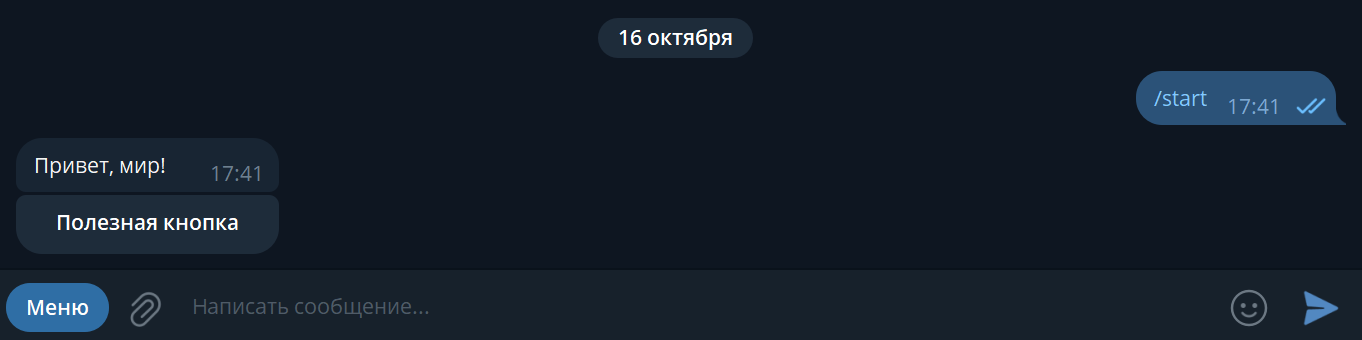 16 октября
/start 17:41
Привет, мир! 17:41
Полезная кнопка
Меню Написать сообщение...